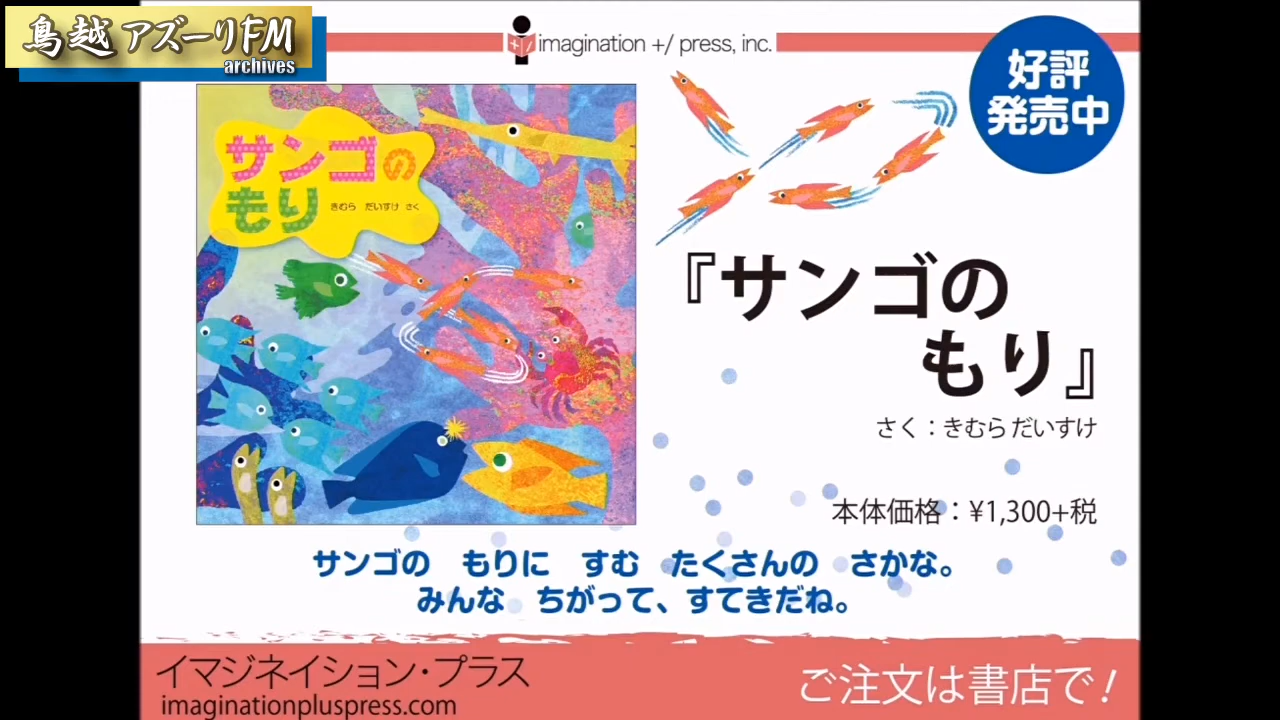 鳥越アズーリFM
archives
imagination +/ press, inc.
好評
発売中
サンゴの
もり
きむら だいすけ さく
『サンゴの
もり』
さく：きむら だいすけ
本体価格：¥1,300+税
サンゴの もりに すむ たくさんの さかな。
みんな ちがって、すてきだね。
イマジネイション・プラス
imaginationpluspress.com
ご注文は書店で！